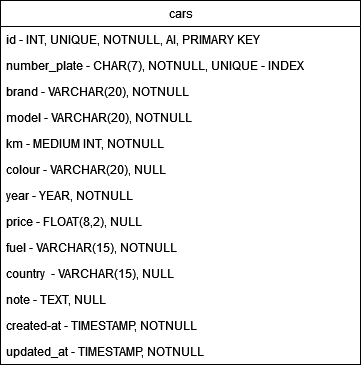 cars
id - INT, UNIQUE, NOTNULL, AI, PRIMARY KEY
number_plate - CHAR(7), NOTNULL, UNIQUE - INDEX
brand - VARCHAR(20), NOTNULL
model - VARCHAR(20), NOTNULL
km - MEDIUM INT, NOTNULL
colour - VARCHAR(20), NULL
year - YEAR, NOTNULL
price - FLOAT(8,2), NULL
fuel - VARCHAR(15), NOTNULL
country - VARCHAR(15), NULL
note - TEXT, NULL
created-at - TIMESTAMP, NOTNULL
updated_at - TIMESTAMP, NOTNULL